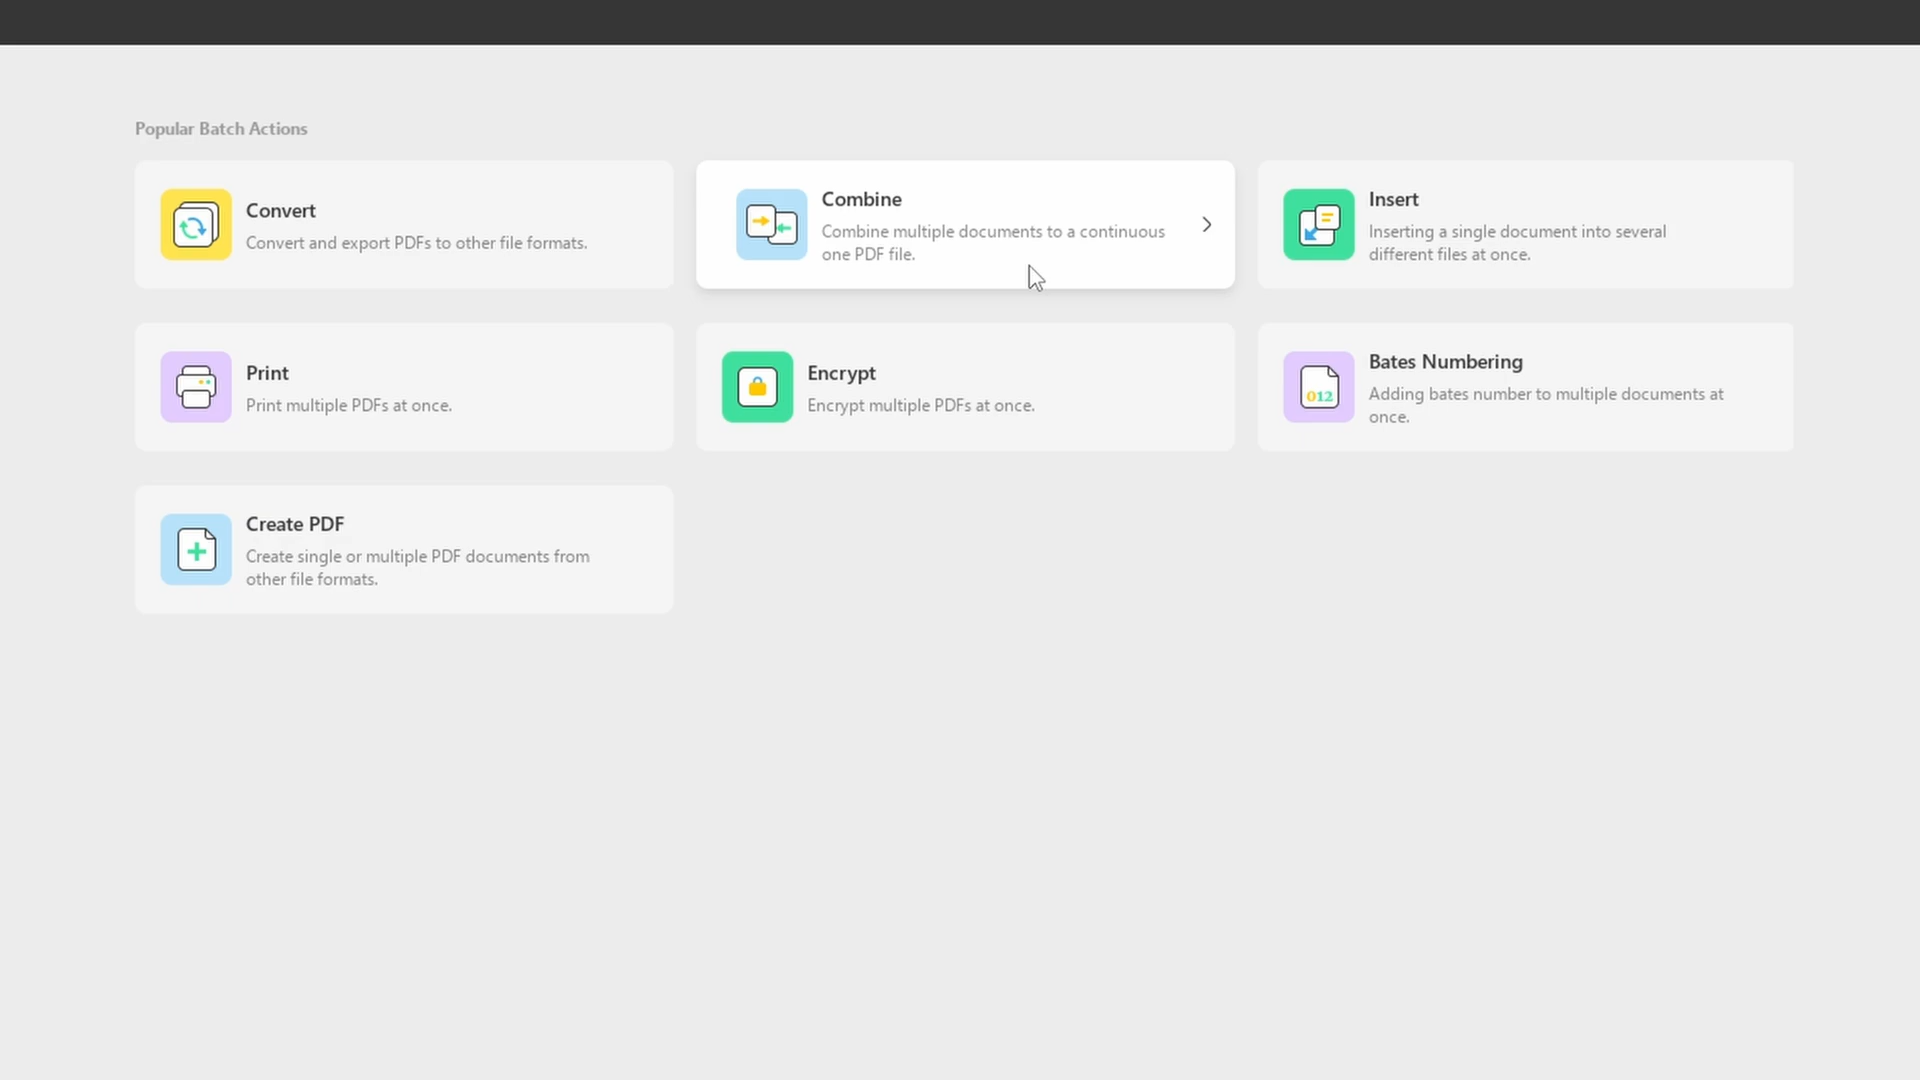 Popular Batch Actions
Convert
Convert and export PDFs to other file formats.
Combine
Combine multiple documents to a continuous
one PDF file.
Insert
Inserting a single document into several
different files at once.
Print
Print multiple PDFs at once.
Encrypt
Encrypt multiple PDFs at once.
Bates Numbering
Adding bates number to multiple documents at
once.
012
Create PDF
Create single or multiple PDF documents from
other file formats.